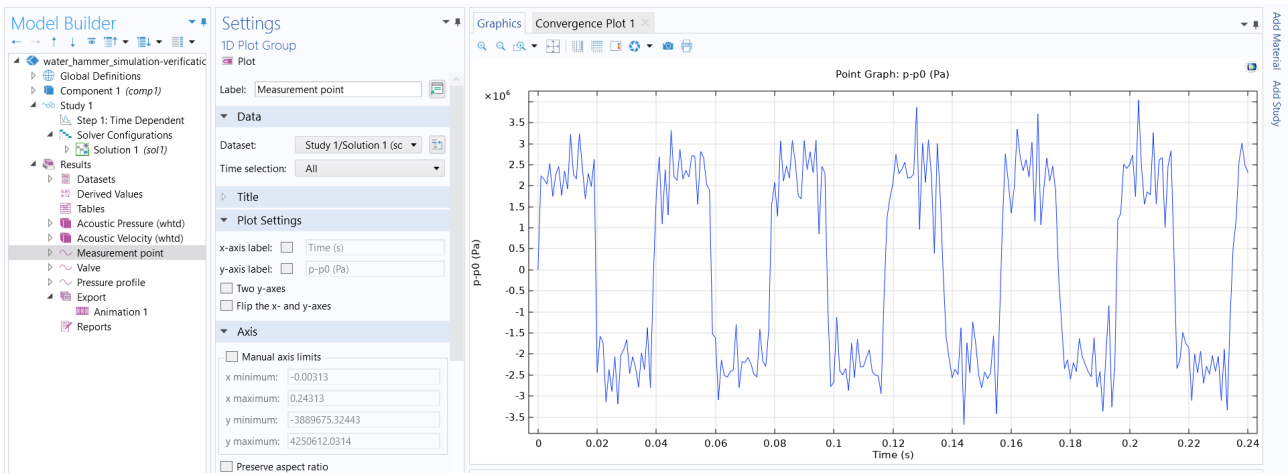 Model Builder
water_hammer_simulation-verificatic
Global Definitions
Component 1 (comp1)
Study 1
Step 1: Time Dependent
Solver Configurations
Solution 1 (sol1)
Results
Datasets
Derived Values
Tables
Acoustic Pressure (whtd)
Acoustic Velocity (whtd)
Measurement point
Valve
Pressure profile
Export
Animation 1
Reports
Settings
1D Plot Group
Plot
Label: Measurement point
Data
Dataset: Study 1/Solution 1 (sc
Time selection: All
Title
Plot Settings
x-axis label: Time (s)
y-axis label: p-p0 (Pa)
Two y-axes
Flip the x- and y-axes
Axis
Manual axis limits
x minimum: -0.00313
x maximum: 0.24313
y minimum: -3889675.32443
y maximum: 4250612.0314
Preserve aspect ratio
Graphics Convergence Plot 1
Point Graph: p-p0 (Pa)
×10⁶
3.5
3
2.5
2
1.5
1
0.5
0
-0.5
-1
-1.5
-2
-2.5
-3
-3.5
p-p0 (Pa)
0 0.02 0.04 0.06 0.08 0.1 0.12 0.14 0.16 0.18 0.2 0.22 0.24
Time (s)
Add Material Add Study